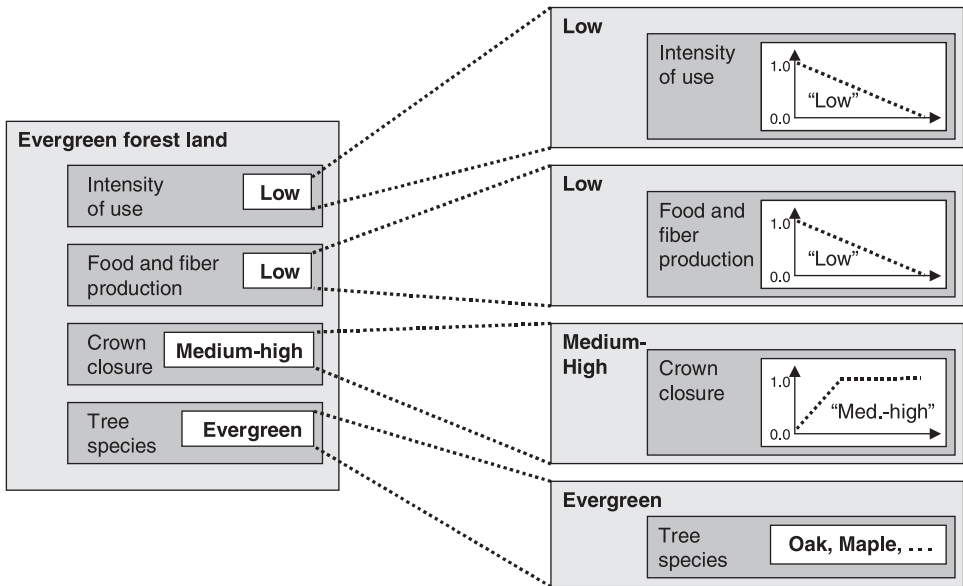 Evergreen forest land
Intensity
of use
Low
Food and fiber
production
Low
Crown
closure
Medium-high
Tree
species
Evergreen
Low
Intensity
of use
1.0
“Low”
0.0
Low
Food and
fiber
production
1.0
“Low”
0.0
Medium-
High
Crown
closure
1.0
“Med.-high”
0.0
Evergreen
Tree
species
Oak, Maple, ...